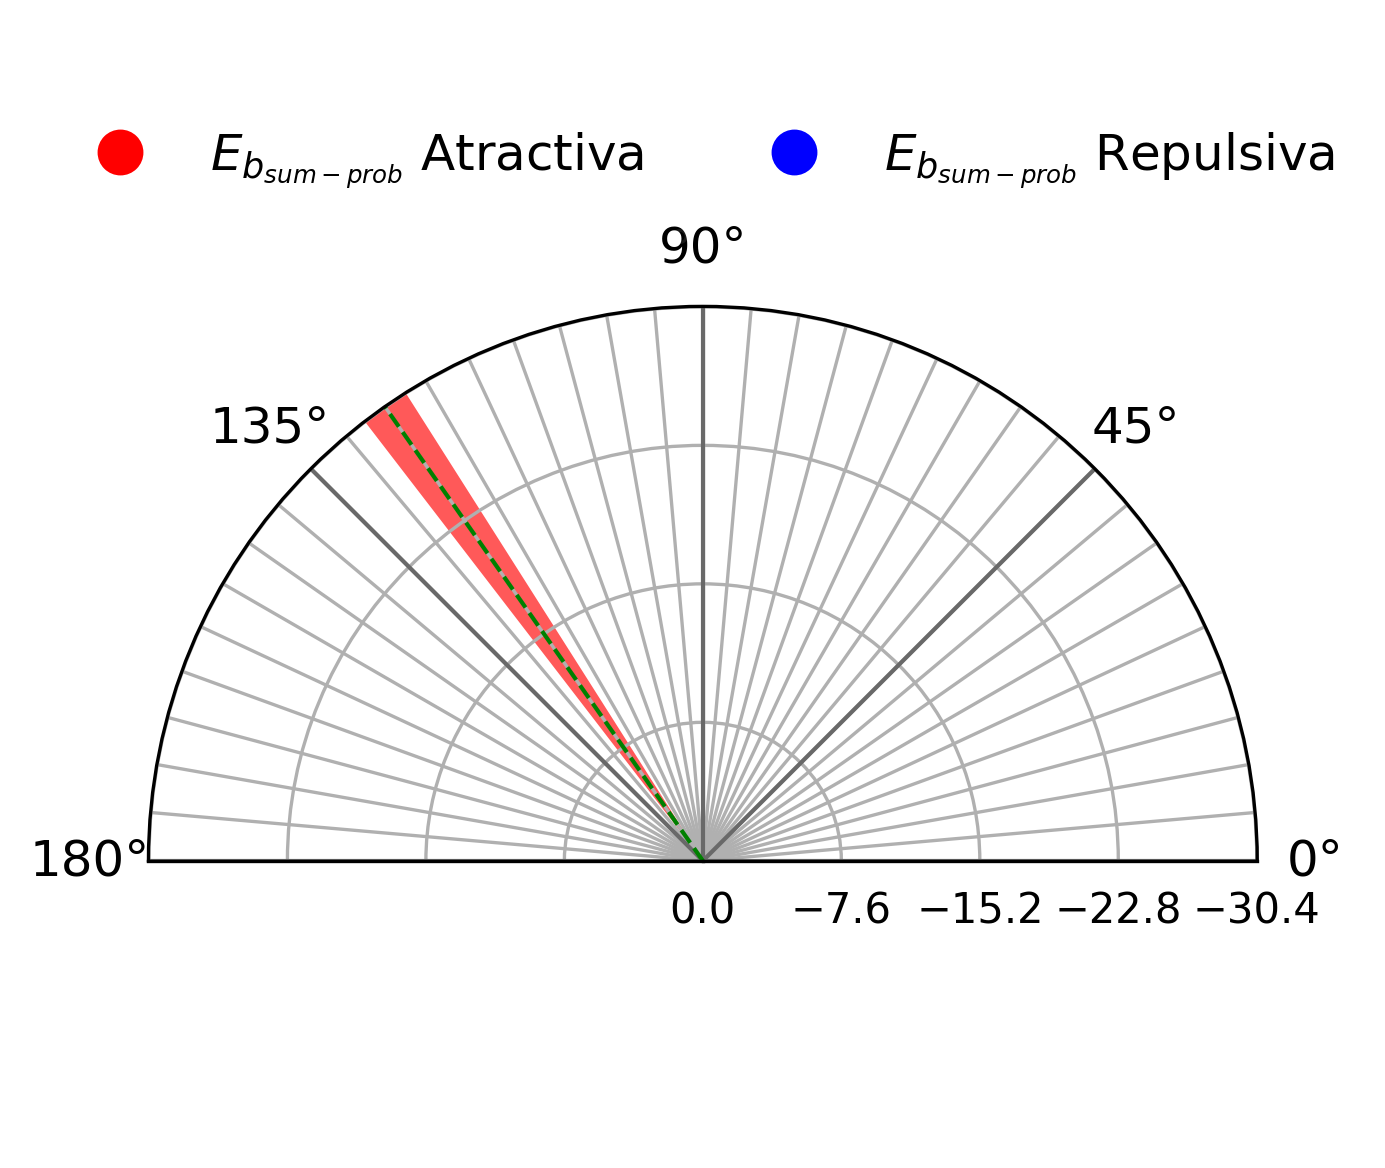 E_{b_{sum-prob}} Atractiva E_{b_{sum-prob}} Repulsiva
90°
135° 45°
180° 0°
0.0 −7.6 −15.2 −22.8 −30.4